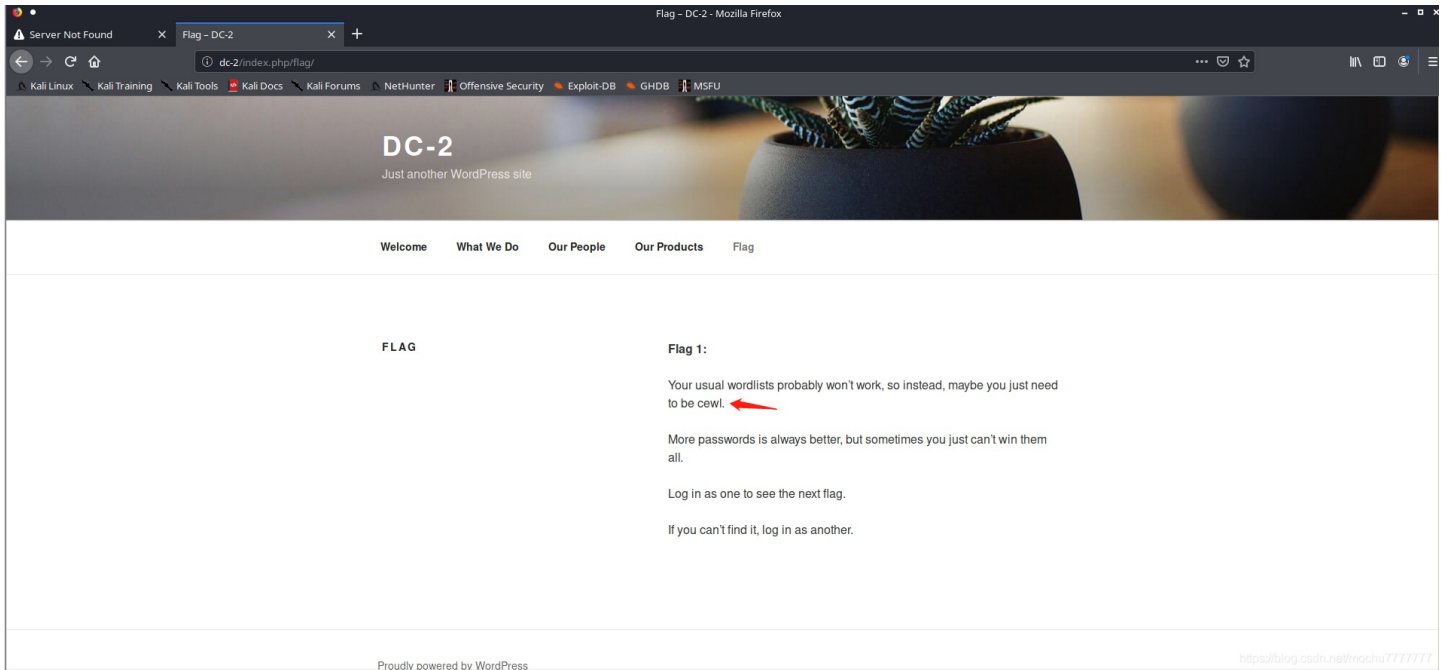 Flag – DC-2 - Mozilla Firefox
Server Not Found
Flag – DC-2
dc-2/index.php/flag/
Kali Linux Kali Training Kali Tools Kali Docs Kali Forums NetHunter Offensive Security Exploit-DB GHDB MSFU
DC-2
Just another WordPress site
Welcome What We Do Our People Our Products Flag
FLAG
Flag 1:
Your usual wordlists probably won't work, so instead, maybe you just need
to be cewl.
More passwords is always better, but sometimes you just can't win them
all.
Log in as one to see the next flag.
If you can't find it, log in as another.
Proudly powered by WordPress
https://blog.csdn.net/mochu7777777